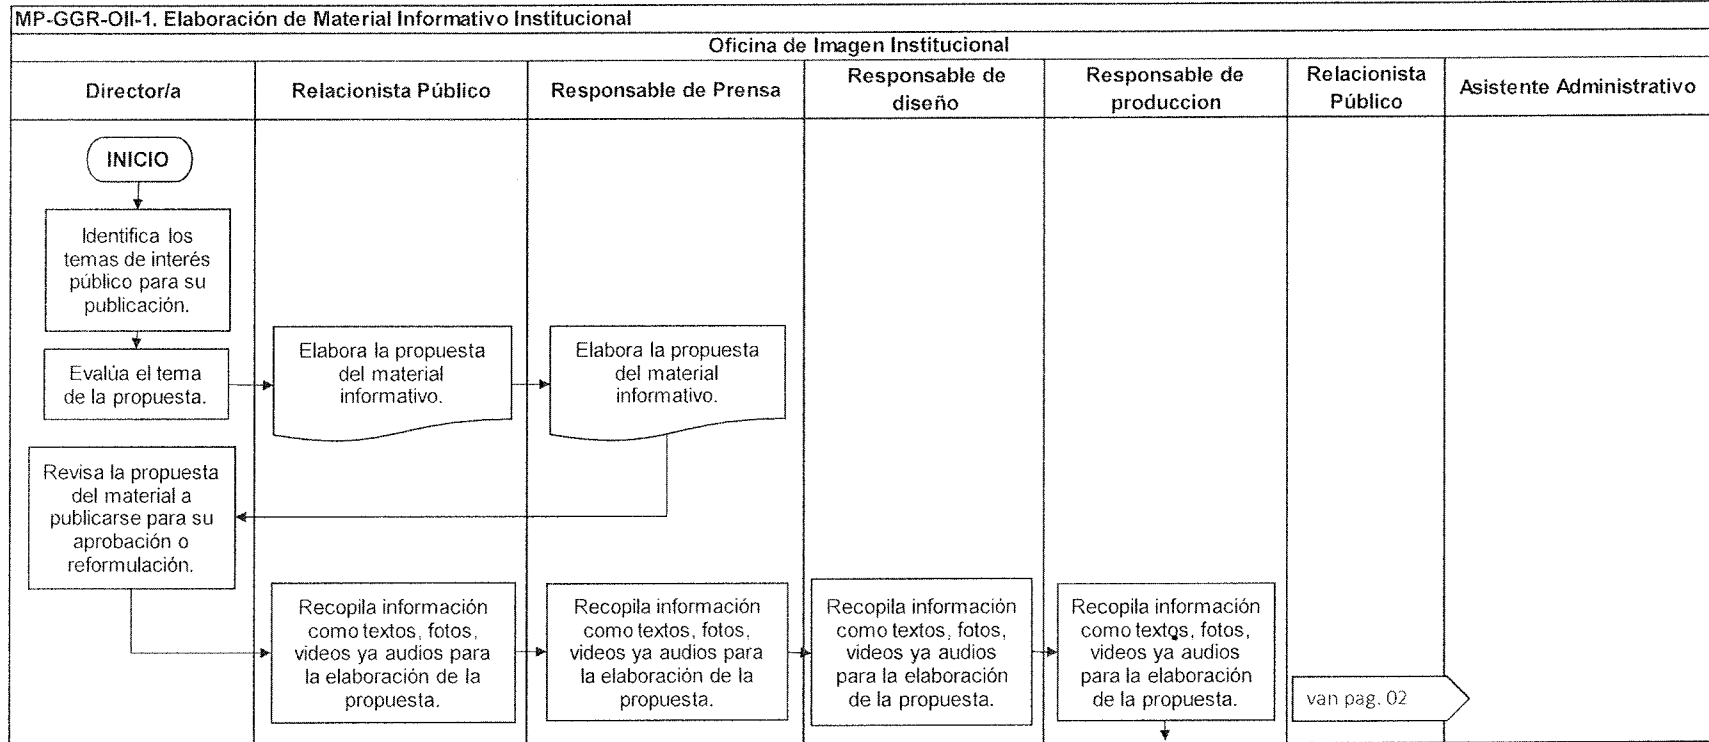 MP-GGR-OII-1. Elaboración de Material Informativo Institucional
Oficina de Imagen Institucional
Director/a
Relacionista Público
Responsable de Prensa
Responsable de
diseño
Responsable de
produccion
Relacionista
Público
Asistente Administrativo
INICIO
Identifica los
temas de interés
público para su
publicación.
Evalúa el tema
de la propuesta.
Elabora la propuesta
del material
informativo.
Elabora la propuesta
del material
informativo.
Revisa la propuesta
del material a
publicarse para su
aprobación o
reformulación.
Recopila información
como textos, fotos,
videos ya audios para
la elaboración de la
propuesta.
Recopila información
como textos, fotos,
videos ya audios para
la elaboración de la
propuesta.
Recopila información
como textos, fotos,
videos ya audios
para la elaboración
de la propuesta.
Recopila información
como textos, fotos,
videos ya audios
para la elaboración
de la propuesta.
van pag. 02